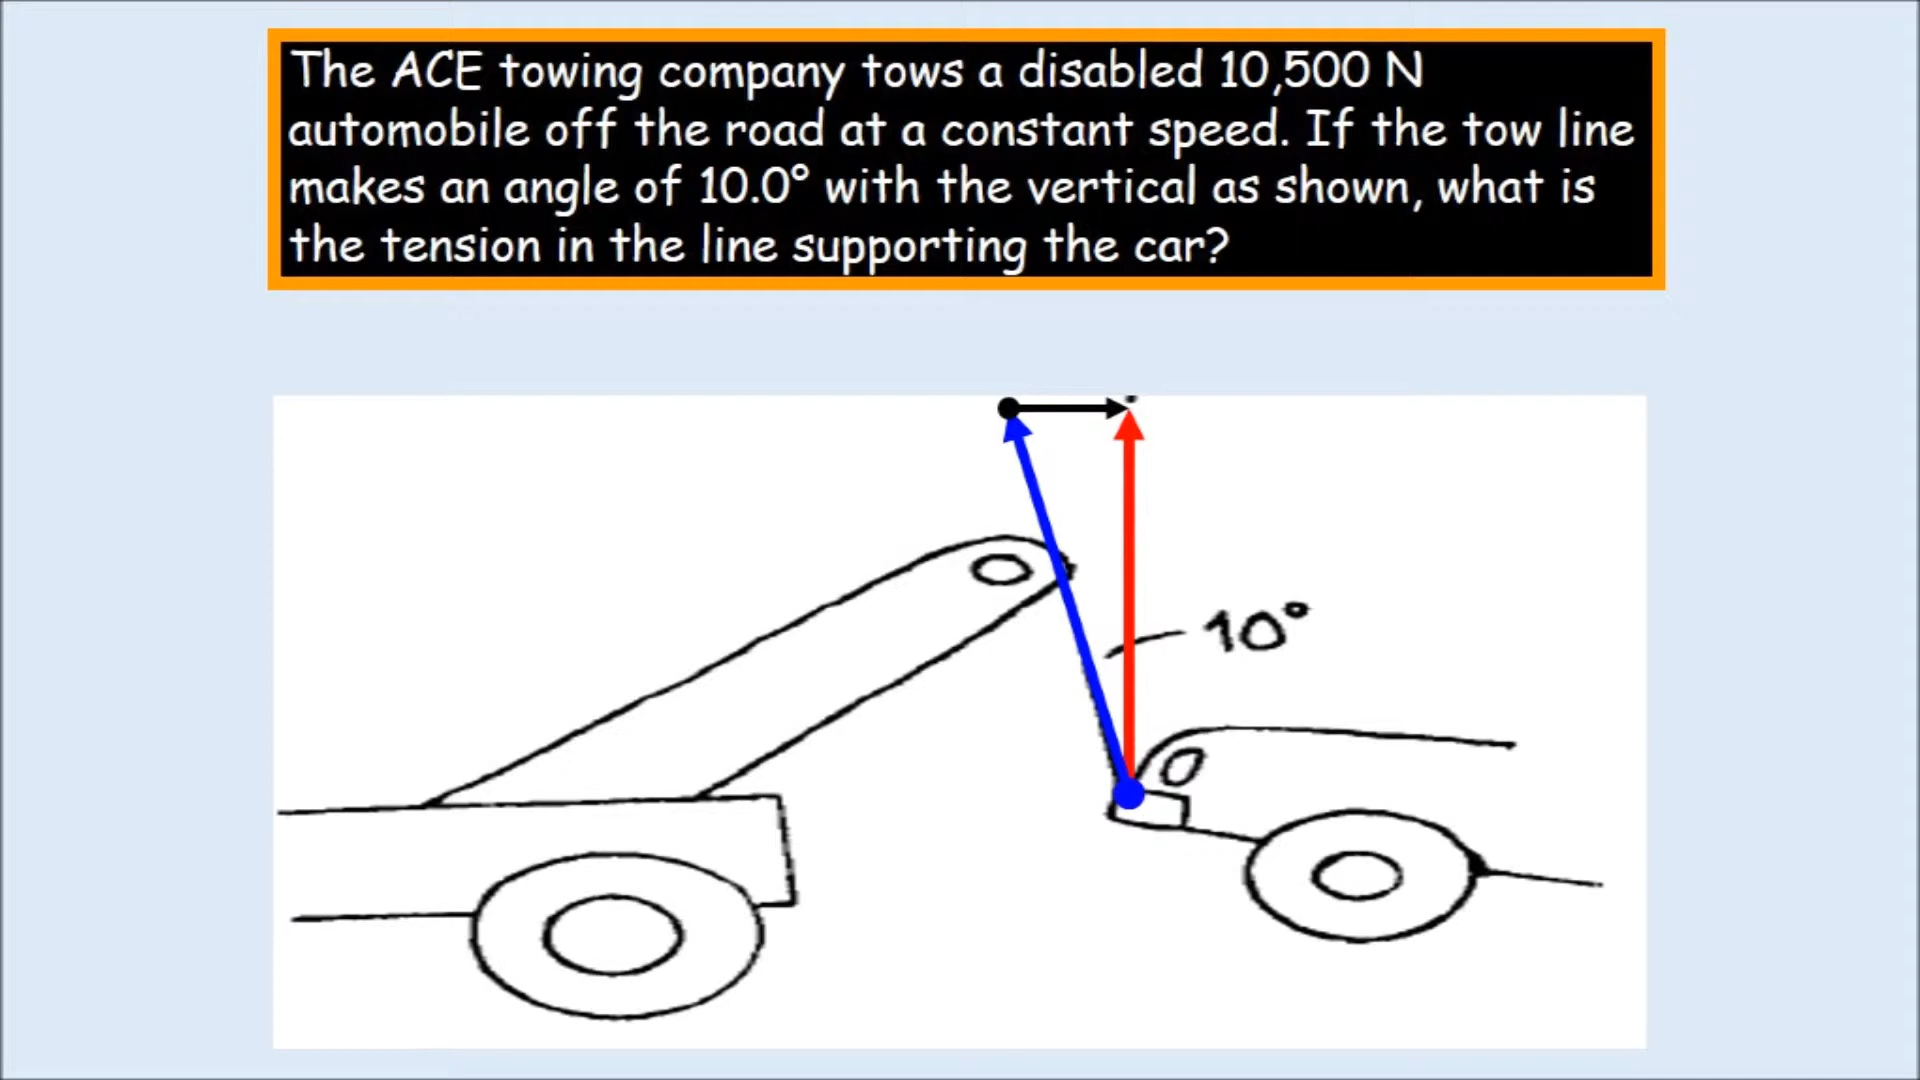 The ACE towing company tows a disabled 10,500 N
automobile off the road at a constant speed. If the tow line
makes an angle of 10.0° with the vertical as shown, what is
the tension in the line supporting the car?
10°